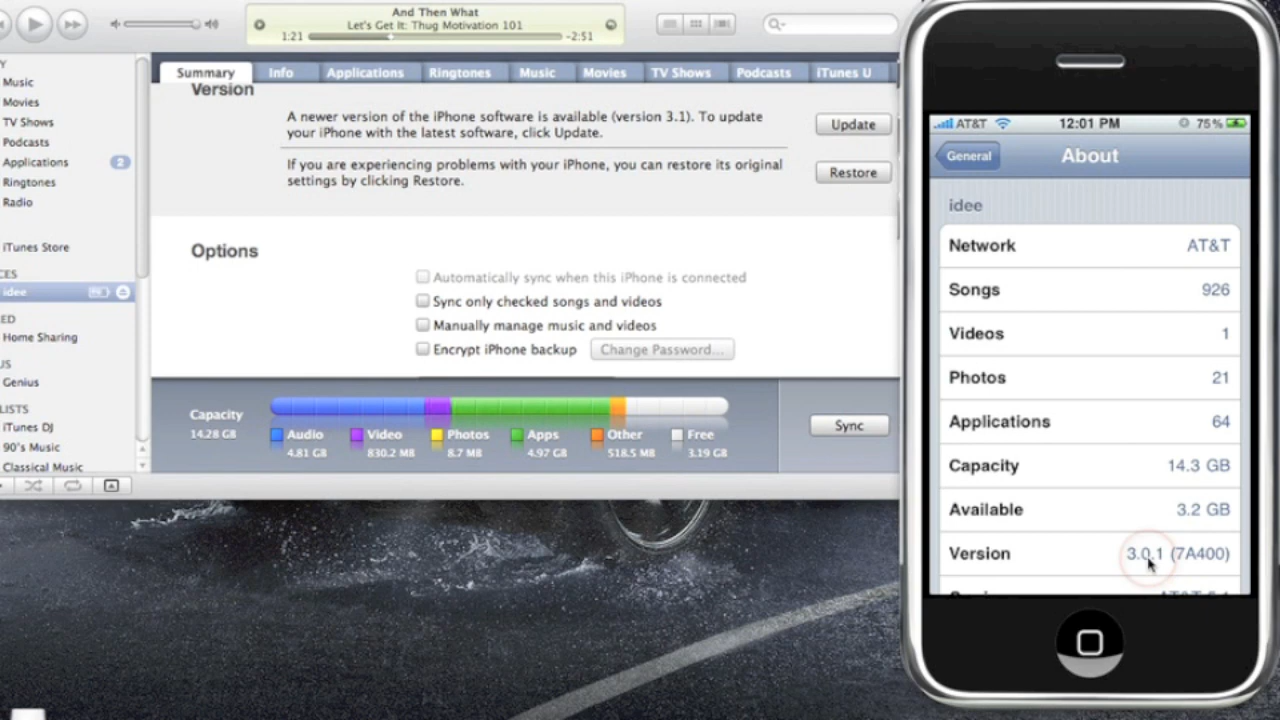 And Then What
Let's Get It: Thug Motivation 101
1:21
-2:51
Y
Music
Movies
TV Shows
Podcasts
Applications 2
Ringtones
Radio
iTunes Store
CES
idee
ED
Home Sharing
US
Genius
LISTS
iTunes DJ
90's Music
Classical Music
Summary Info Applications Ringtones Music Movies TV Shows Podcasts iTunes U
Version
A newer version of the iPhone software is available (version 3.1). To update
your iPhone with the latest software, click Update.
Update
If you are experiencing problems with your iPhone, you can restore its original
settings by clicking Restore.
Restore
Options
Automatically sync when this iPhone is connected
Sync only checked songs and videos
Manually manage music and videos
Encrypt iPhone backup Change Password...
Capacity
14.28 GB
Audio Video Photos Apps Other Free
4.81 GB 830.2 MB 8.7 MB 4.97 GB 518.5 MB 3.19 GB
Sync
AT&T 12:01 PM 75%
General About
idee
Network AT&T
Songs 926
Videos 1
Photos 21
Applications 64
Capacity 14.3 GB
Available 3.2 GB
Version 3.0.1 (7A400)